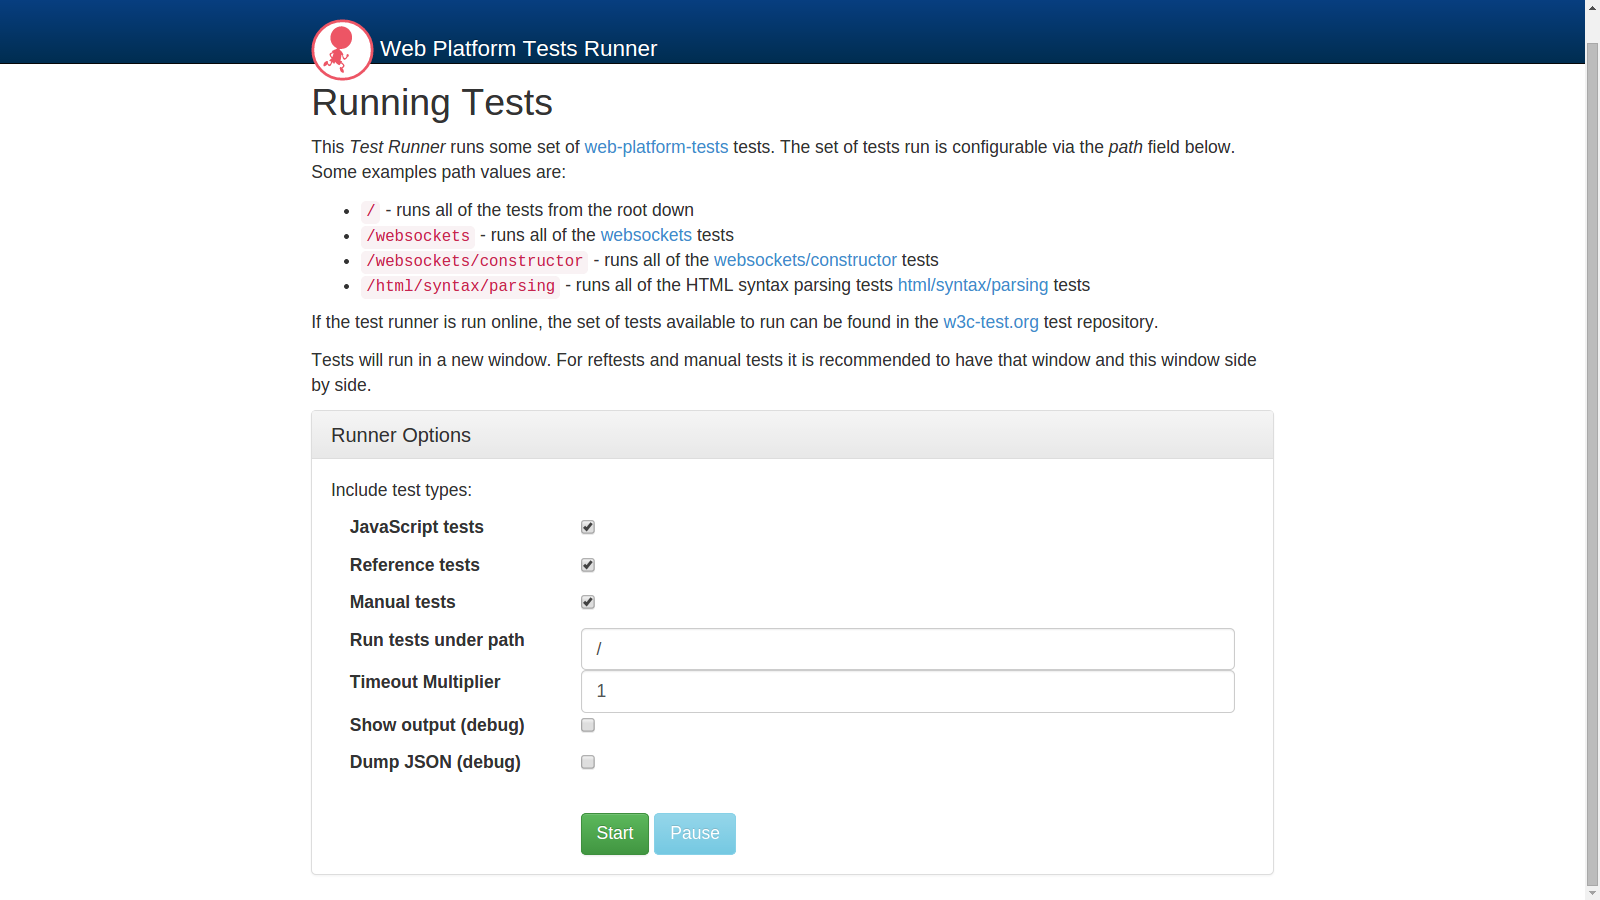 Web Platform Tests Runner
Running Tests
This Test Runner runs some set of web-platform-tests tests. The set of tests run is configurable via the path field below.
Some examples path values are:
/ - runs all of the tests from the root down
/websockets - runs all of the websockets tests
/websockets/constructor - runs all of the websockets/constructor tests
/html/syntax/parsing - runs all of the HTML syntax parsing tests html/syntax/parsing tests
If the test runner is run online, the set of tests available to run can be found in the w3c-test.org test repository.
Tests will run in a new window. For reftests and manual tests it is recommended to have that window and this window side
by side.
Runner Options
Include test types:
JavaScript tests
Reference tests
Manual tests
Run tests under path /
Timeout Multiplier 1
Show output (debug)
Dump JSON (debug)
Start Pause